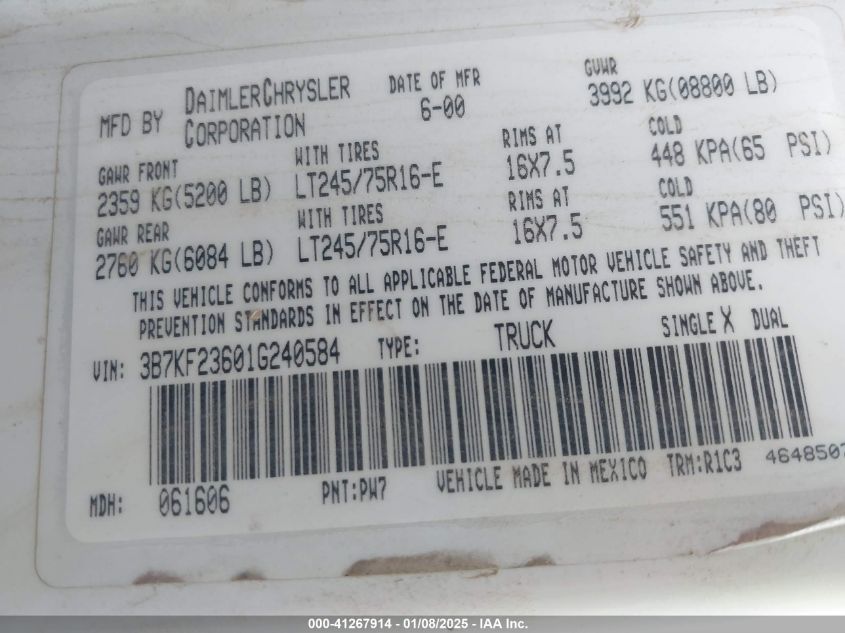 MFD BY DAIMLERCHRYSLER CORPORATION
DATE OF MFR 6-00
GVWR 3992 KG(08800 LB)
GAWR FRONT WITH TIRES RIMS AT COLD
2359 KG(5200 LB) LT245/75R16-E 16X7.5 448 KPA(65 PSI)
GAWR REAR WITH TIRES RIMS AT COLD
2760 KG(6084 LB) LT245/75R16-E 16X7.5 551 KPA(80 PSI)
THIS VEHICLE CONFORMS TO ALL APPLICABLE FEDERAL MOTOR VEHICLE SAFETY AND THEFT
PREVENTION STANDARDS IN EFFECT ON THE DATE OF MANUFACTURE SHOWN ABOVE.
VIN: 3B7KF23601G240584 TYPE: TRUCK SINGLE X DUAL
MDH: 061606 PNT:PW7 VEHICLE MADE IN MEXICO TRM:R1C3 4648507
000-41267914 - 01/08/2025 - IAA Inc.